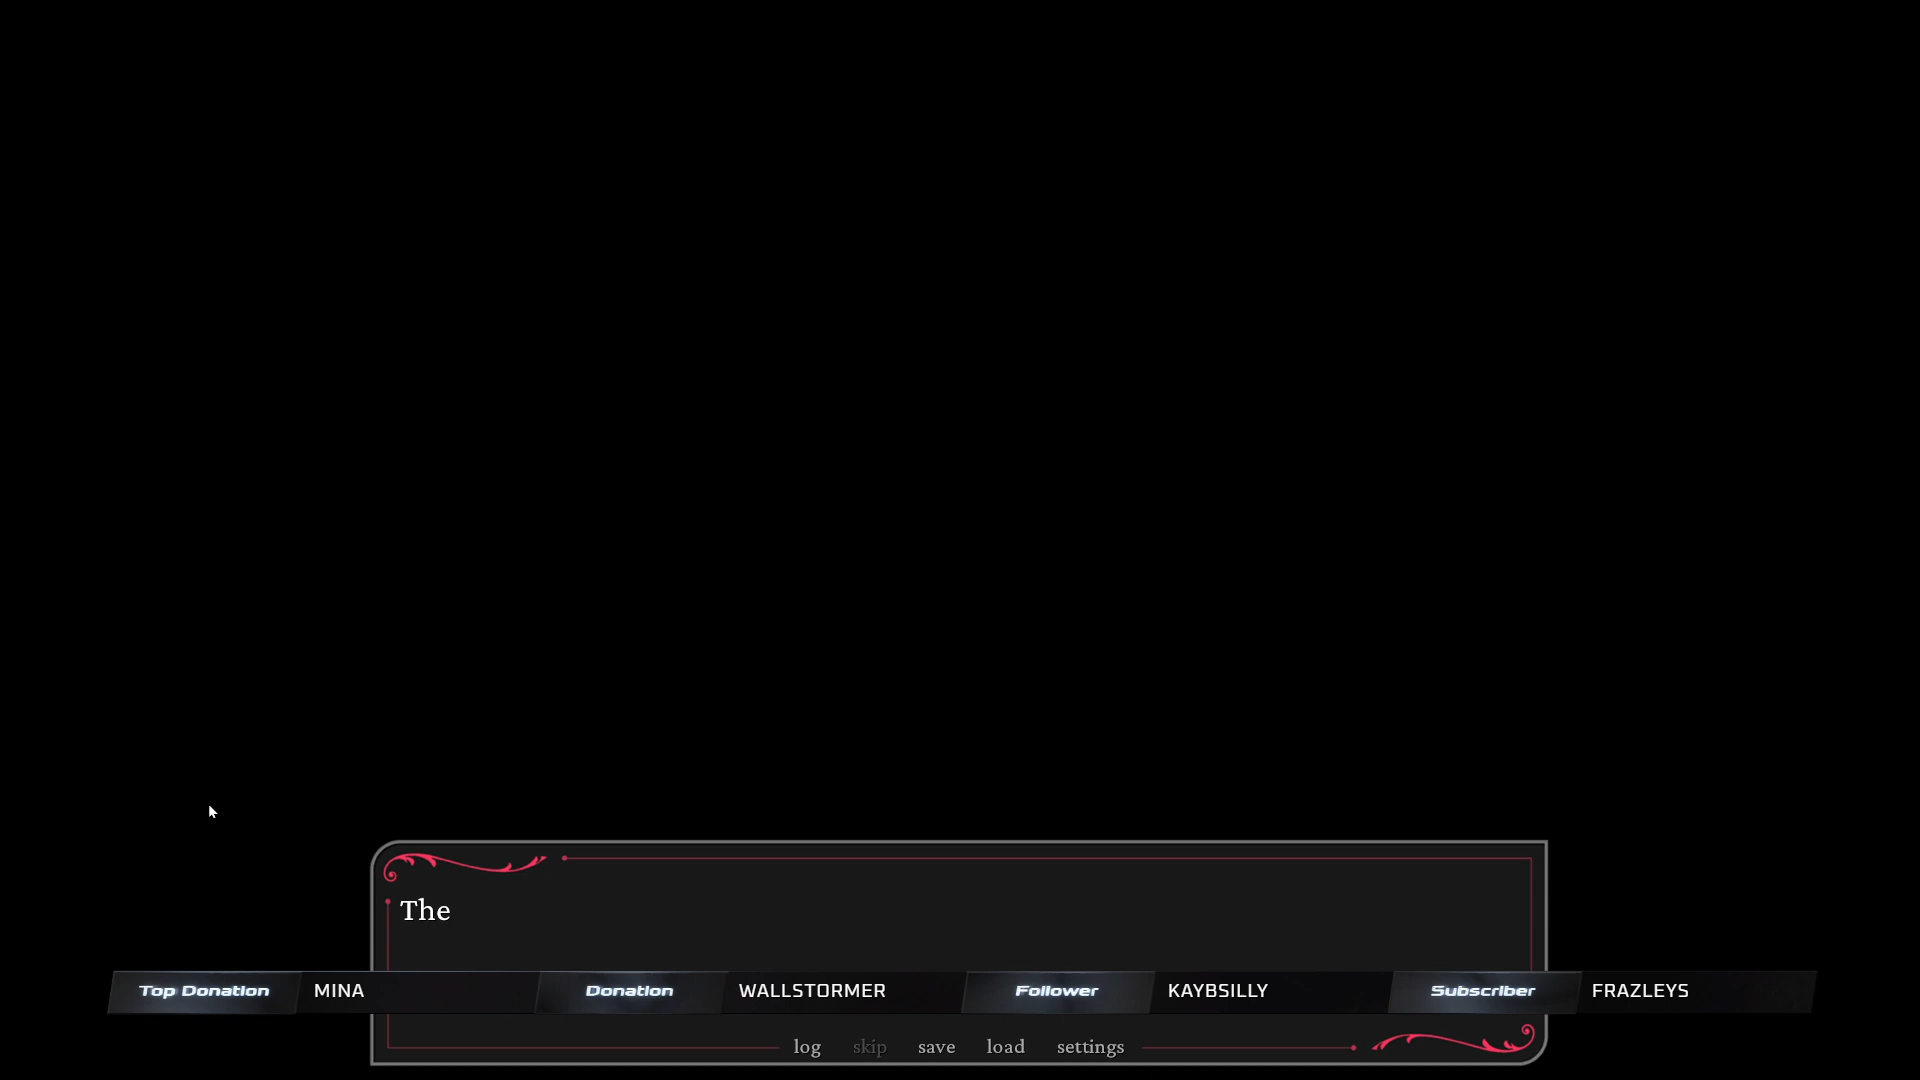 The
Top Donation MINA Donation WALLSTORMER Follower KAYBSILLY Subscriber FRAZLEYS
log skip save load settings